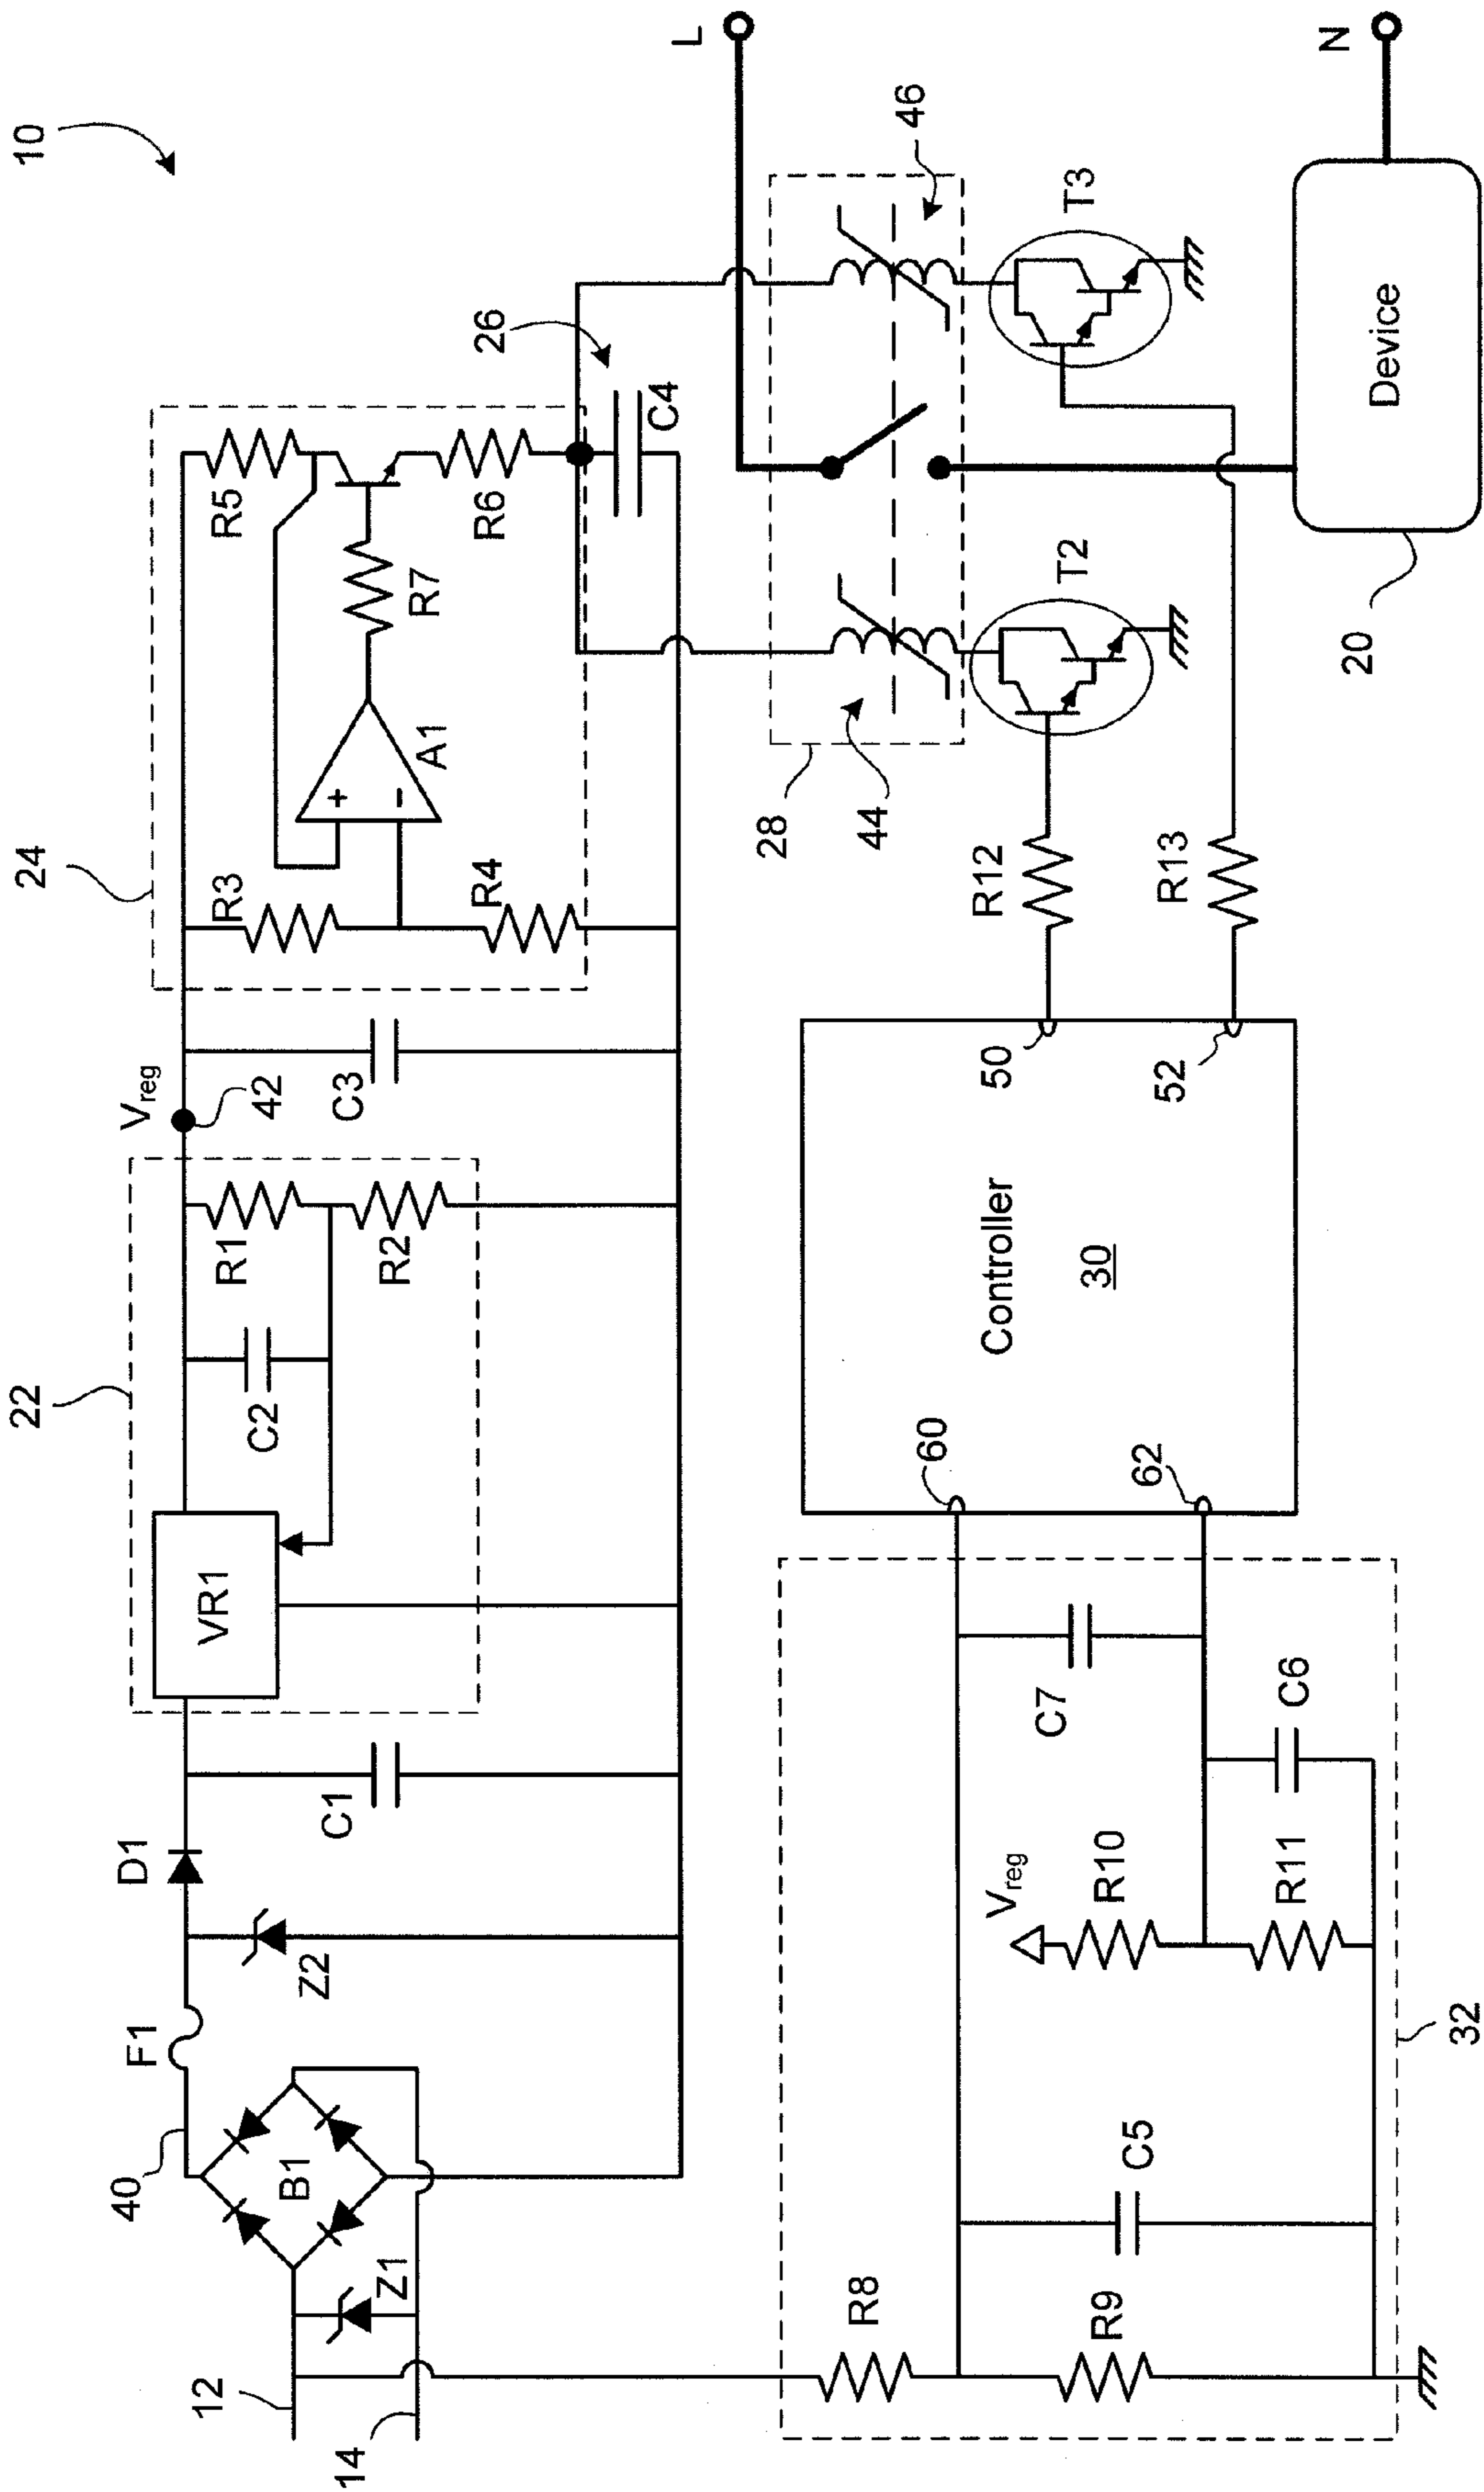 10
22
24
V_reg
42
40
F1
D1
VR1
C2
R1
R2
R3
R4
R5
R6
R7
A1
+
−
26
C4
B1
Z1
Z2
C1
C3
12
14
L
46
28
44
T2
T3
R12
R13
50
52
Controller
30
60
62
R8
R9
C5
V_reg
R10
R11
C7
C6
32
Device
20
N